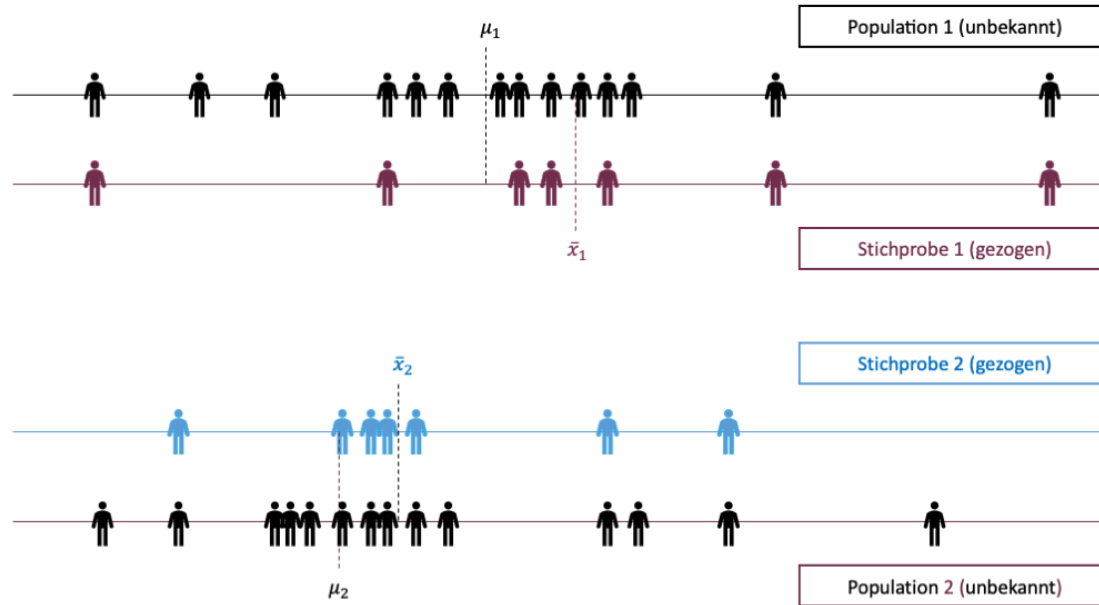 μ₁
Population 1 (unbekannt)
x̄₁
Stichprobe 1 (gezogen)
x̄₂
Stichprobe 2 (gezogen)
μ₂
Population 2 (unbekannt)